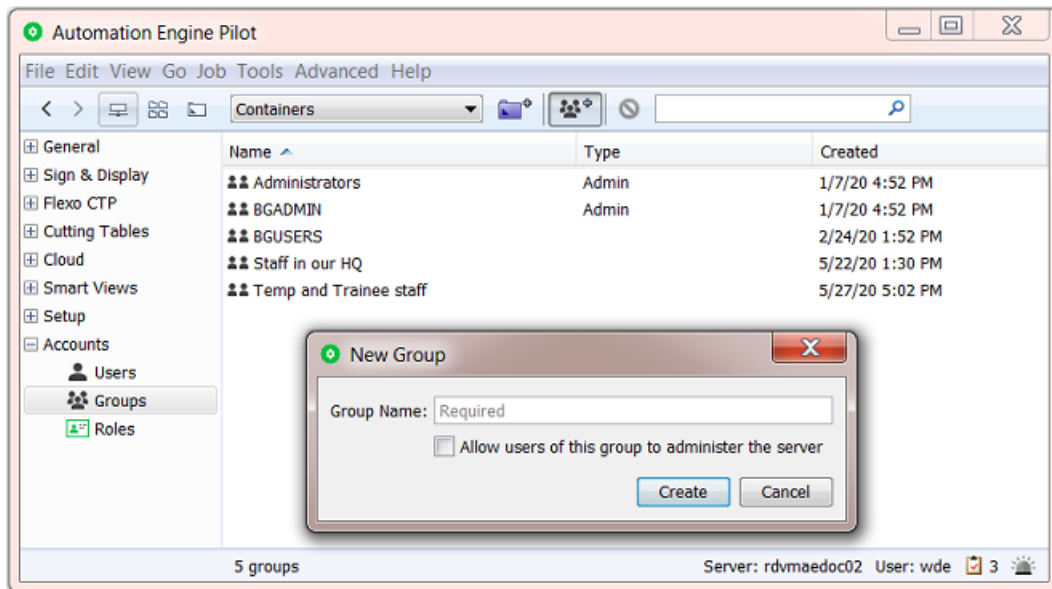 Automation Engine Pilot
File Edit View Go Job Tools Advanced Help
Containers
General
Sign & Display
Flexo CTP
Cutting Tables
Cloud
Smart Views
Setup
Accounts
Users
Groups
Roles
Name Type Created
Administrators Admin 1/7/20 4:52 PM
BGADMIN Admin 1/7/20 4:52 PM
BGUSERS 2/24/20 1:52 PM
Staff in our HQ 5/22/20 1:30 PM
Temp and Trainee staff 5/27/20 5:02 PM
New Group
Group Name: Required
Allow users of this group to administer the server
Create Cancel
5 groups Server: rdvmaedoc02 User: wde 3